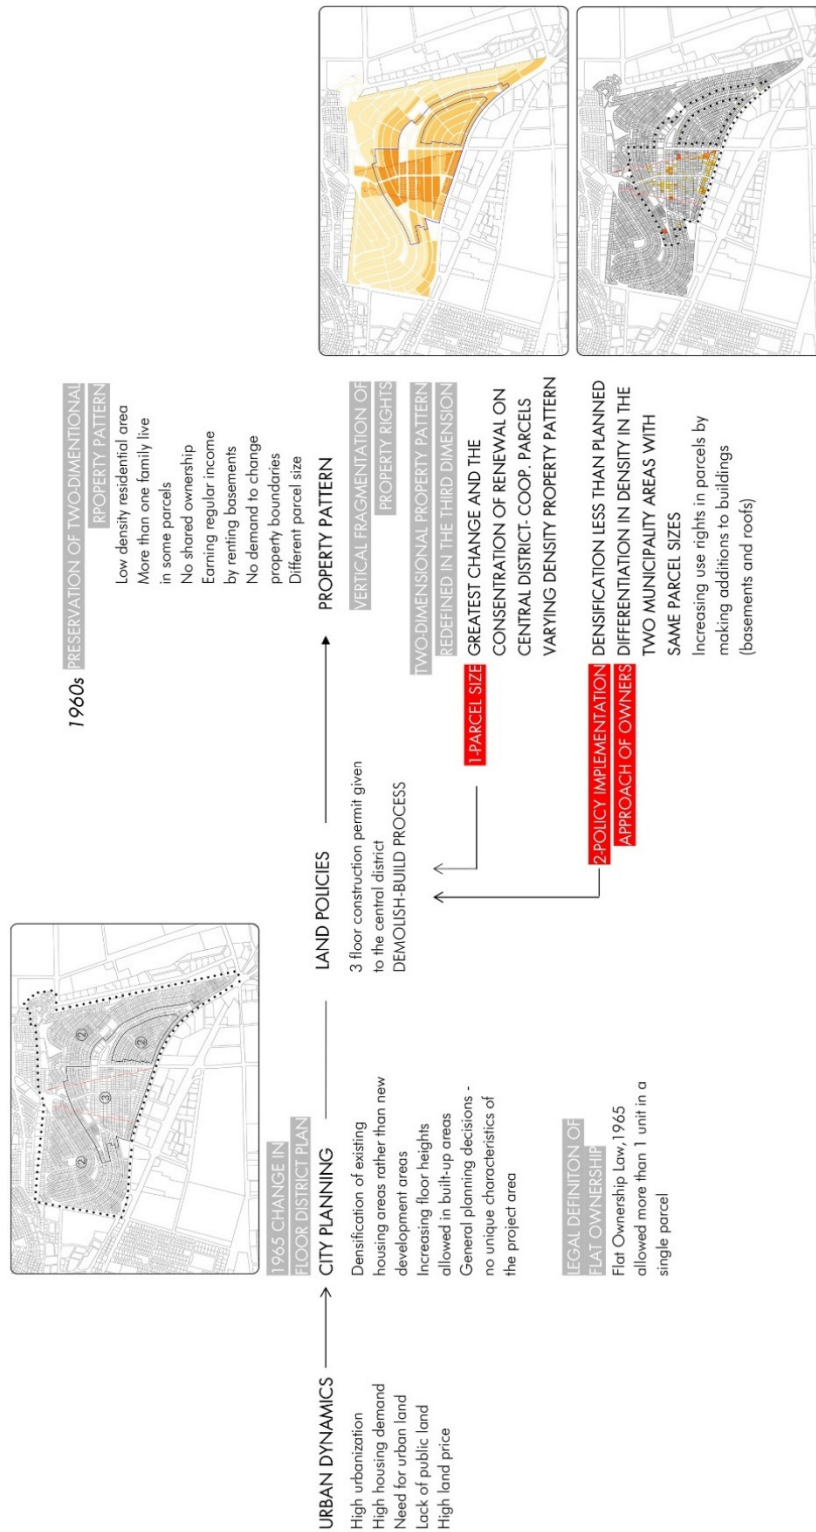 1960s
PRESERVATION OF TWO-DIMENTIONAL
RPOPERTY PATTERN
Low density residential area
More than one family live
in some parcels
No shared ownership
Earning regular income
by renting basements
No demand to change
property boundaries
Different parcel size
1965 CHANGE IN
FLOOR DISTRICT PLAN
②
②
②
③
URBAN DYNAMICS
High urbanization
High housing demand
Need for urban land
Lack of public land
High land price
CITY PLANNING
Densification of existing
housing areas rather than new
development areas
Increasing floor heights
allowed in built-up areas
General planning decisions -
no unique characteristics of
the project area
LEGAL DEFINITON OF
FLAT OWNERSHIP
Flat Ownership Law,1965
allowed more than 1 unit in a
single parcel
LAND POLICIES
3 floor construction permit given
to the central district
DEMOLISH-BUILD PROCESS
PROPERTY PATTERN
VERTICAL FRAGMENTATION OF
PROPERTY RIGHTS
TWO-DIMENSIONAL PROPERTY PATTERN
REDEFINED IN THE THIRD DIMENSION
1-PARCEL SIZE
GREATEST CHANGE AND THE
CONSENTRATION OF RENEWAL ON
CENTRAL DISTRICT- COOP. PARCELS
VARYING DENSITY PROPERTY PATTERN
2-POLICY IMPLEMENTATION
APPROACH OF OWNERS
DENSIFICATION LESS THAN PLANNED
DIFFERENTIATION IN DENSITY IN THE
TWO MUNICIPALITY AREAS WITH
SAME PARCEL SIZES
Increasing use rights in parcels by
making additions to buildings
(basements and roofs)